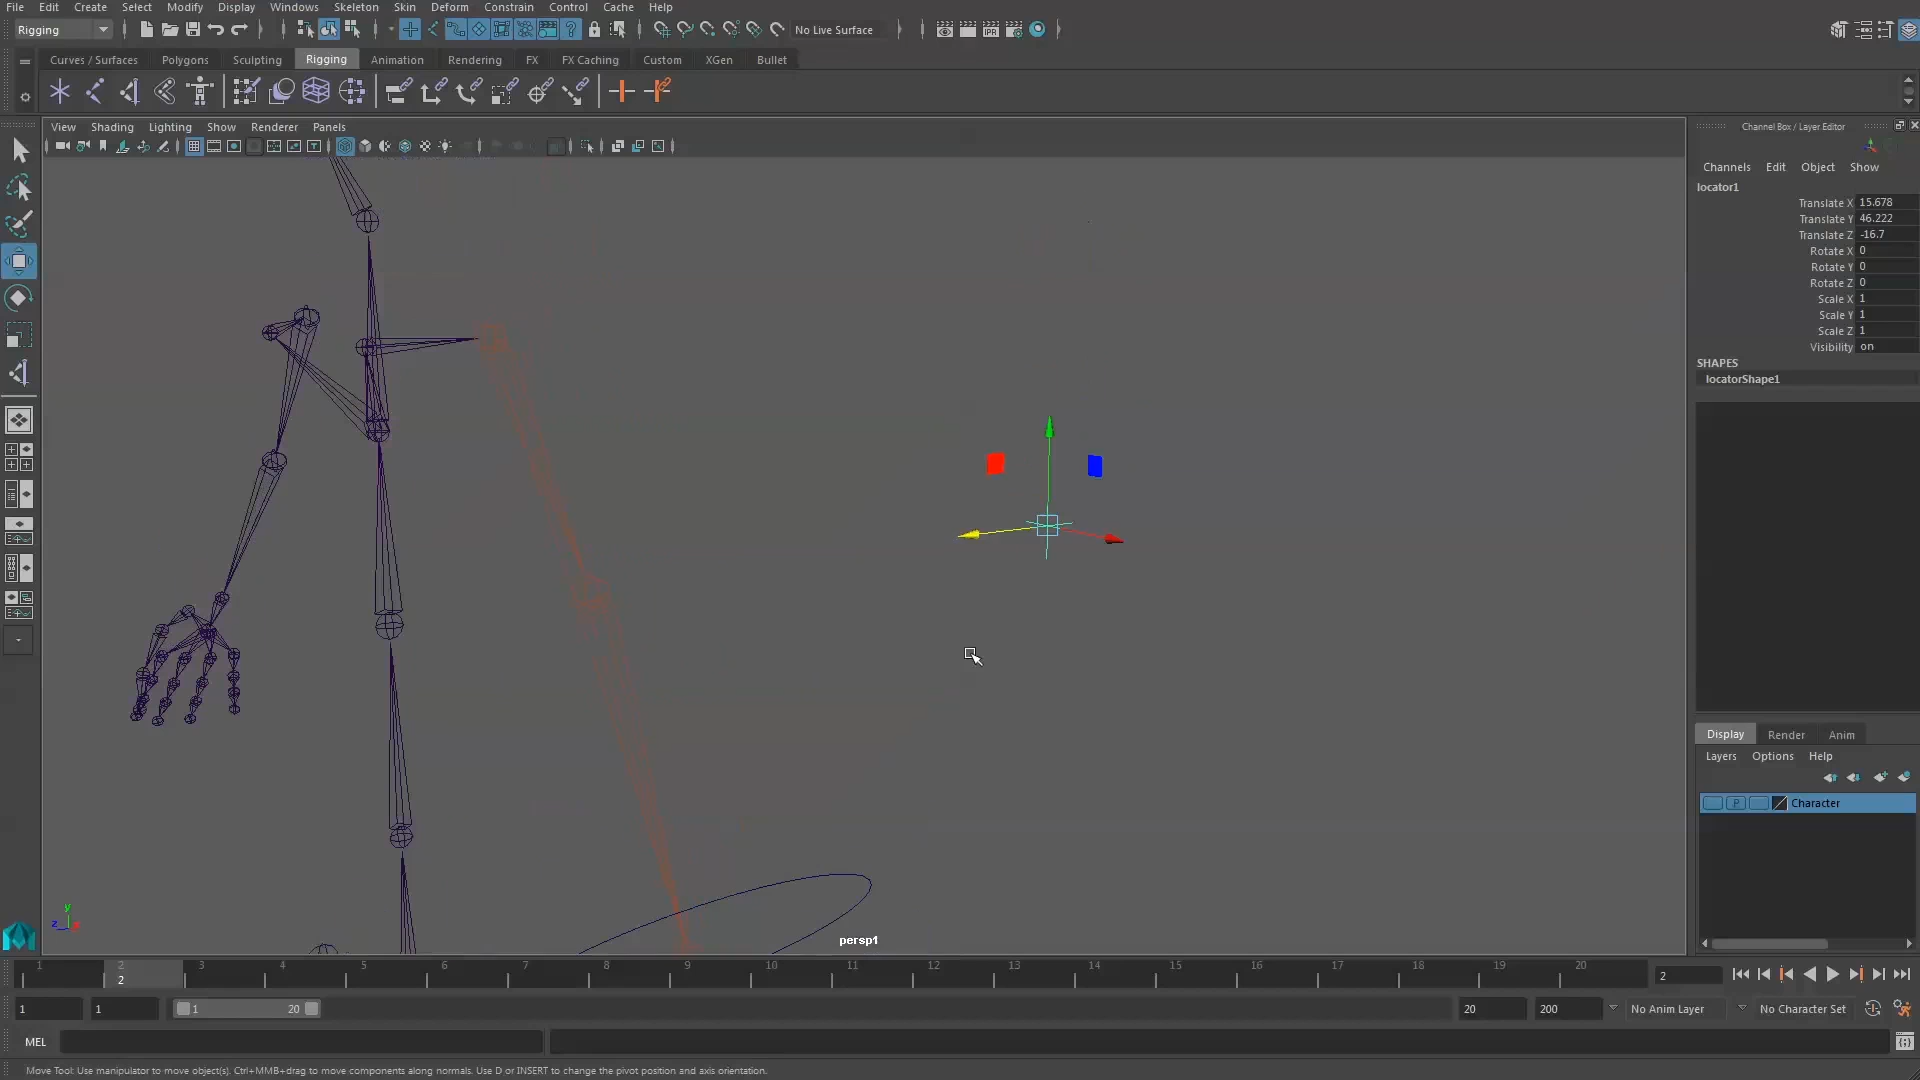 File Edit Create Select Modify Display Windows Skeleton Skin Deform Constrain Control Cache Help
Rigging No Live Surface
Curves / Surfaces Polygons Sculpting Rigging Animation Rendering FX FX Caching Custom XGen Bullet
View Shading Lighting Show Renderer Panels
Channel Box / Layer Editor
Channels Edit Object Show
locator1
Translate X 15.678
Translate Y 46.222
Translate Z -16.7
Rotate X 0
Rotate Y 0
Rotate Z 0
Scale X 1
Scale Y 1
Scale Z 1
Visibility on
SHAPES
locatorShape1
Display Render Anim
Layers Options Help
P Character
y
z x
persp1
1 2 3 4 5 6 7 8 9 10 11 12 13 14 15 16 17 18 19 20
2 2
1 1 1 20 20 200 No Anim Layer No Character Set
MEL
Move Tool: Use manipulator to move object(s). Ctrl+MMB+drag to move components along normals. Use D or INSERT to change the pivot position and axis orientation.